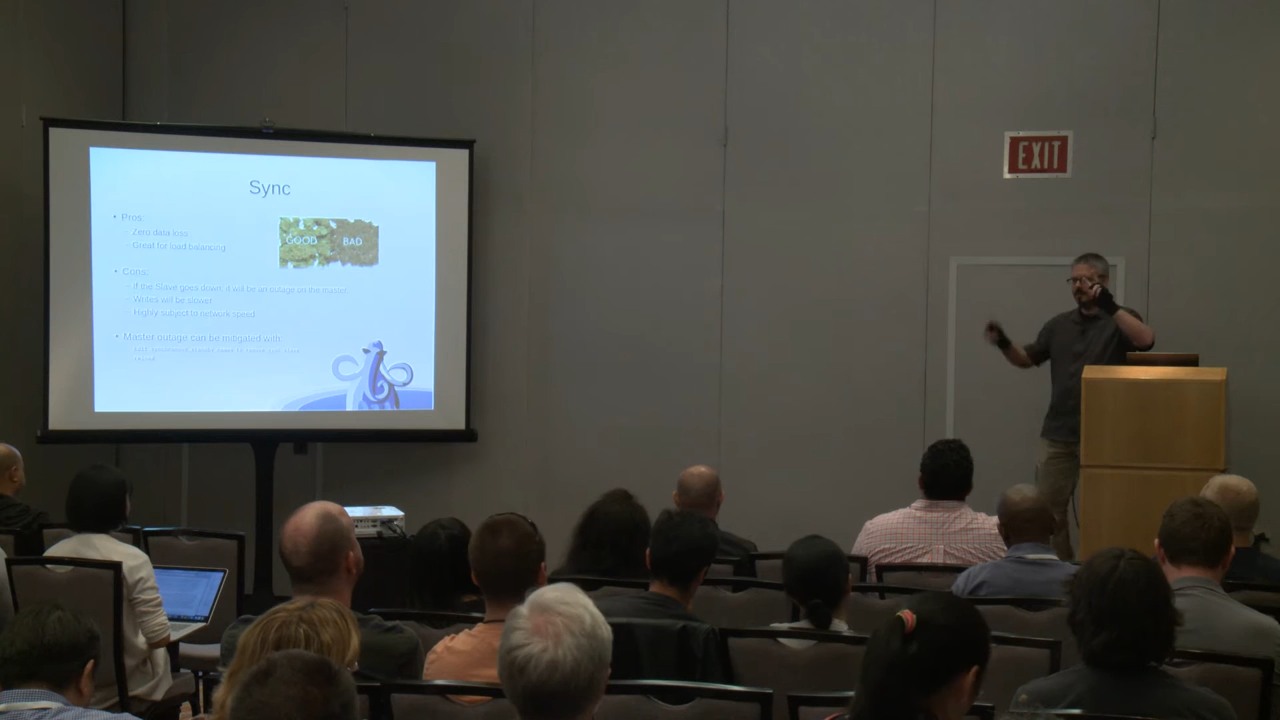 Sync
• Pros:
– Zero data loss
– Great for load balancing
GOOD BAD
• Cons:
– If the Slave goes down, it will be an outage on the master.
– Writes will be slower
– Highly subject to network speed
• Master outage can be mitigated with:
EXIT